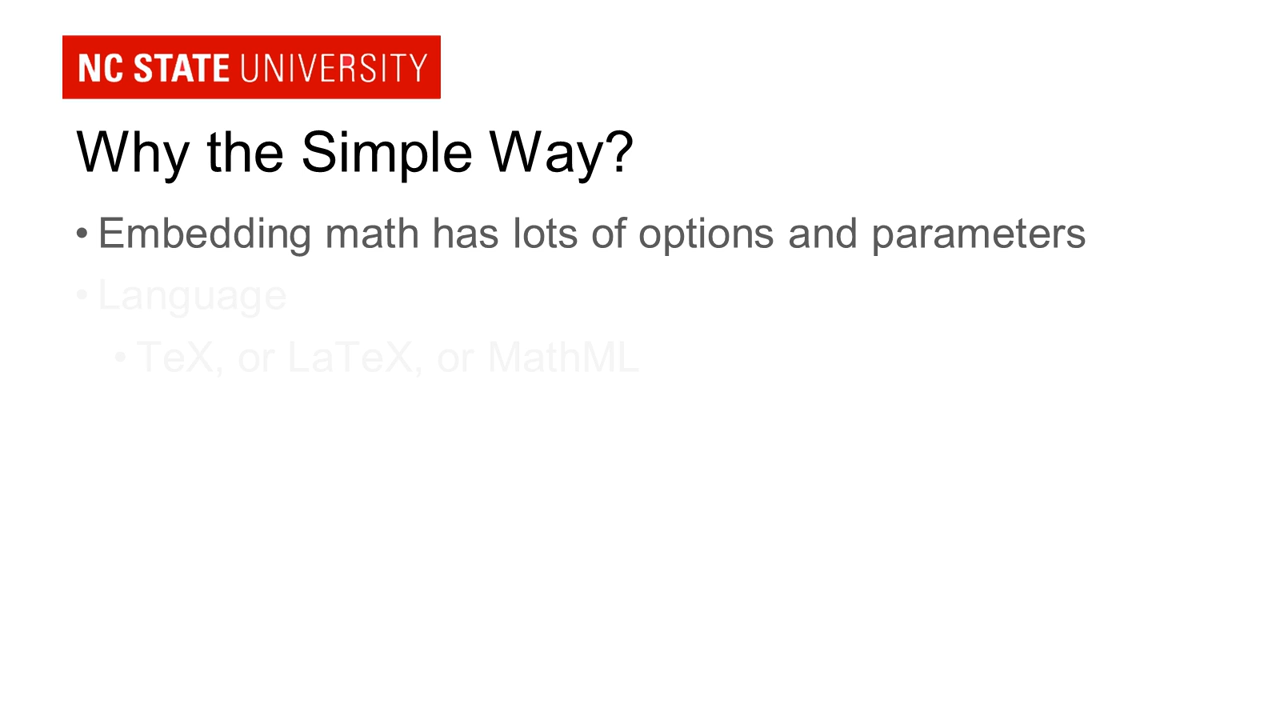 NC STATE UNIVERSITY
Why the Simple Way?
• Embedding math has lots of options and parameters
• Language
• TeX, or LaTeX, or MathML